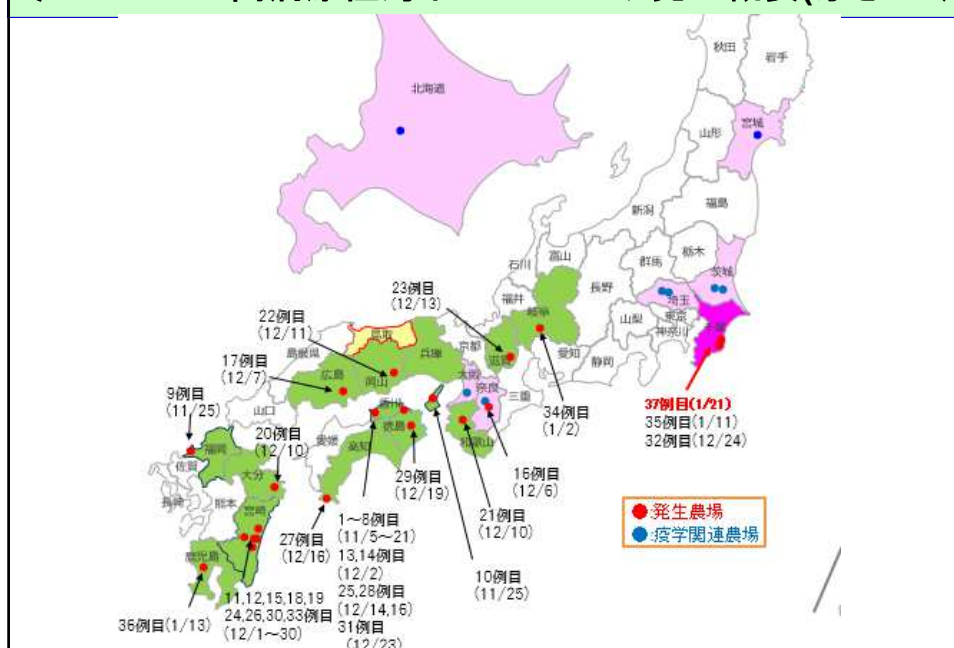 秋田
岩手
北海道
宮城
山形
福島
新潟
石川
富山
群馬
栃木
茨城
福井
長野
埼玉
岐阜
山梨
東京
神奈川
千葉
23例目
(12/13)
22例目
(12/11)
鳥取
京都
兵庫
滋賀
愛知
静岡
島根県
17例目
(12/7)
広島
岡山
大阪
奈良
三重
37例目(1/21)
35例目(1/11)
32例目(12/24)
9例目
(11/25)
山口
香川
34例目
(1/2)
20例目
(12/10)
愛媛
徳島
和歌山
福岡
高知
佐賀
大分
29例目
(12/19)
16例目
(12/6)
長崎
熊本
宮崎
21例目
(12/10)
●:発生農場
●:疫学関連農場
27例目
(12/16)
1～8例目
(11/5～21)
13,14例目
(12/2)
25,28例目
(12/14,16)
31例目
(12/23)
10例目
(11/25)
鹿児島
11,12,15,18,19
24,26,30,33例目
(12/1～30)
36例目(1/13)